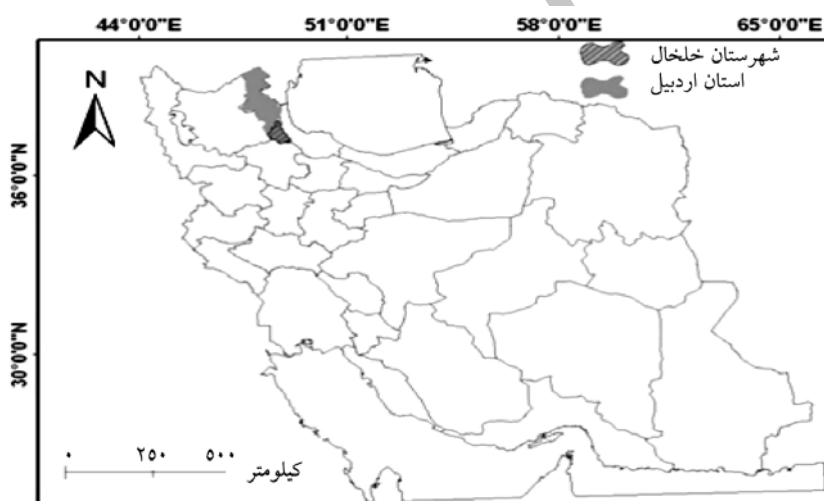 44°0'0"E 51°0'0"E 58°0'0"E 65°0'0"E
شهرستان خلخال
استان اردبیل
N
36°0'0"N
30°0'0"N
۰ 250 ۵۰۰ کیلومتر